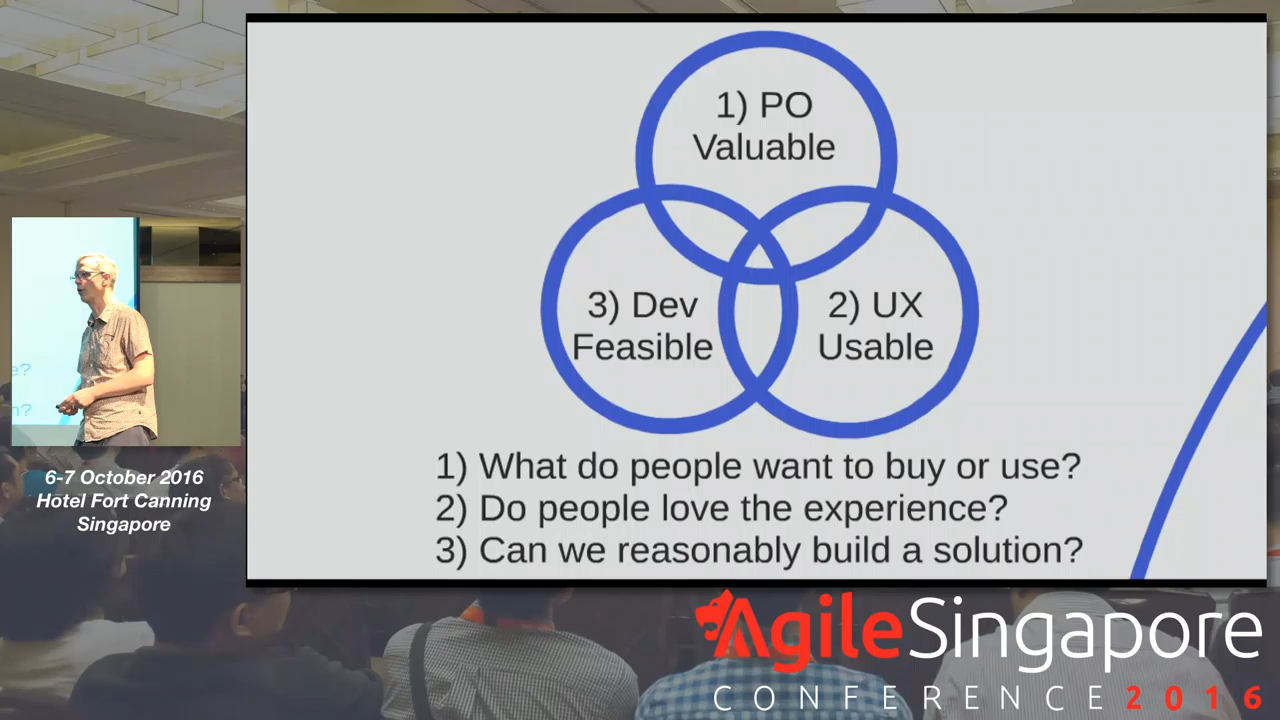 1) PO
Valuable
3) Dev
Feasible
2) UX
Usable
1) What do people want to buy or use?
2) Do people love the experience?
3) Can we reasonably build a solution?
e?
n?
6-7 October 2016
Hotel Fort Canning
Singapore
AgileSingapore
CONFERENCE 2016